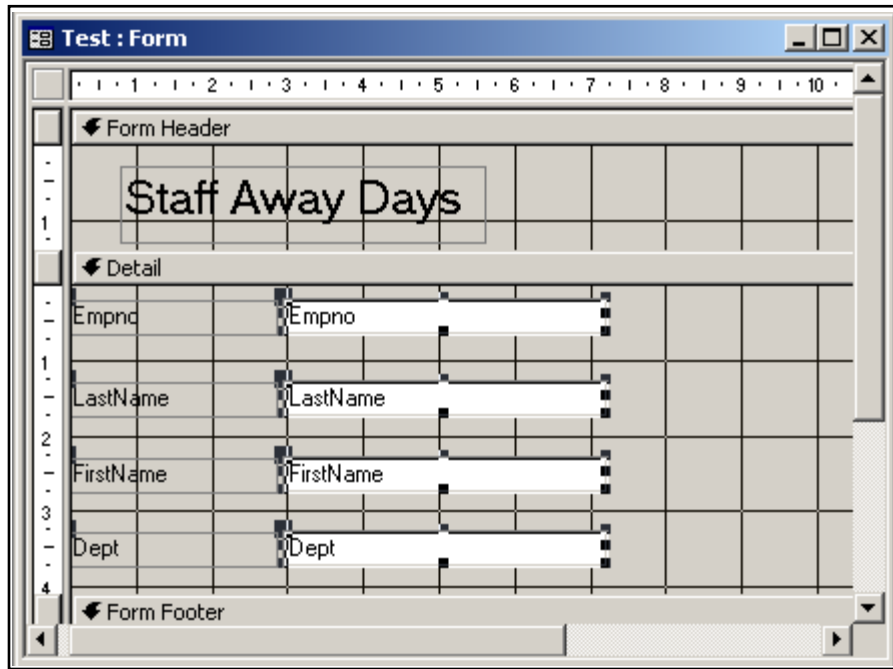 Test : Form
1 2 3 4 5 6 7 8 9 10
Form Header
Staff Away Days
1
Detail
Empno Empno
1
LastName LastName
2
FirstName FirstName
3
Dept Dept
4
Form Footer